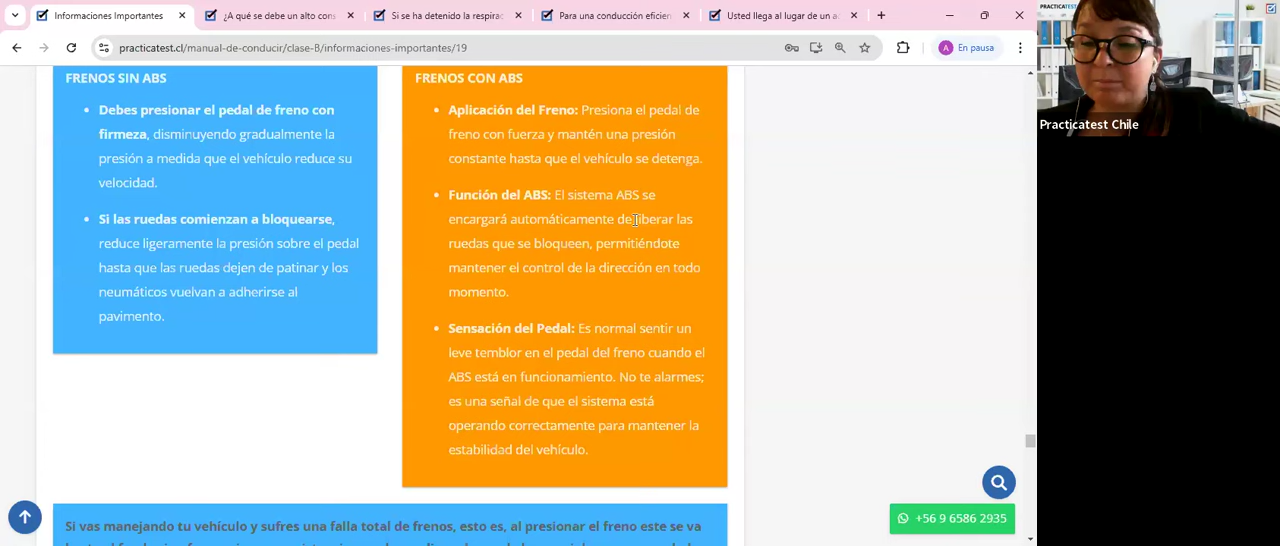 Informaciones Importantes
¿A qué se debe un alto cons
Si se ha detenido la respirac
Para una conducción eficien
Usted llega al lugar de un ac
practicatest.cl/manual-de-conducir/clase-B/informaciones-importantes/19
A
En pausa
PRACTICATEST
Practicatest Chile
FRENOS SIN ABS
Debes presionar el pedal de freno con
firmeza, disminuyendo gradualmente la
presión a medida que el vehículo reduce su
velocidad.
Si las ruedas comienzan a bloquearse,
reduce ligeramente la presión sobre el pedal
hasta que las ruedas dejen de patinar y los
neumáticos vuelvan a adherirse al
pavimento.
FRENOS CON ABS
Aplicación del Freno: Presiona el pedal de
freno con fuerza y mantén una presión
constante hasta que el vehículo se detenga.
Función del ABS: El sistema ABS se
encargará automáticamente de liberar las
ruedas que se bloqueen, permitiéndote
mantener el control de la dirección en todo
momento.
Sensación del Pedal: Es normal sentir un
leve temblor en el pedal del freno cuando el
ABS está en funcionamiento. No te alarmes;
es una señal de que el sistema está
operando correctamente para mantener la
estabilidad del vehículo.
Si vas manejando tu vehículo y sufres una falla total de frenos, esto es, al presionar el freno este se va
+56 9 6586 2935